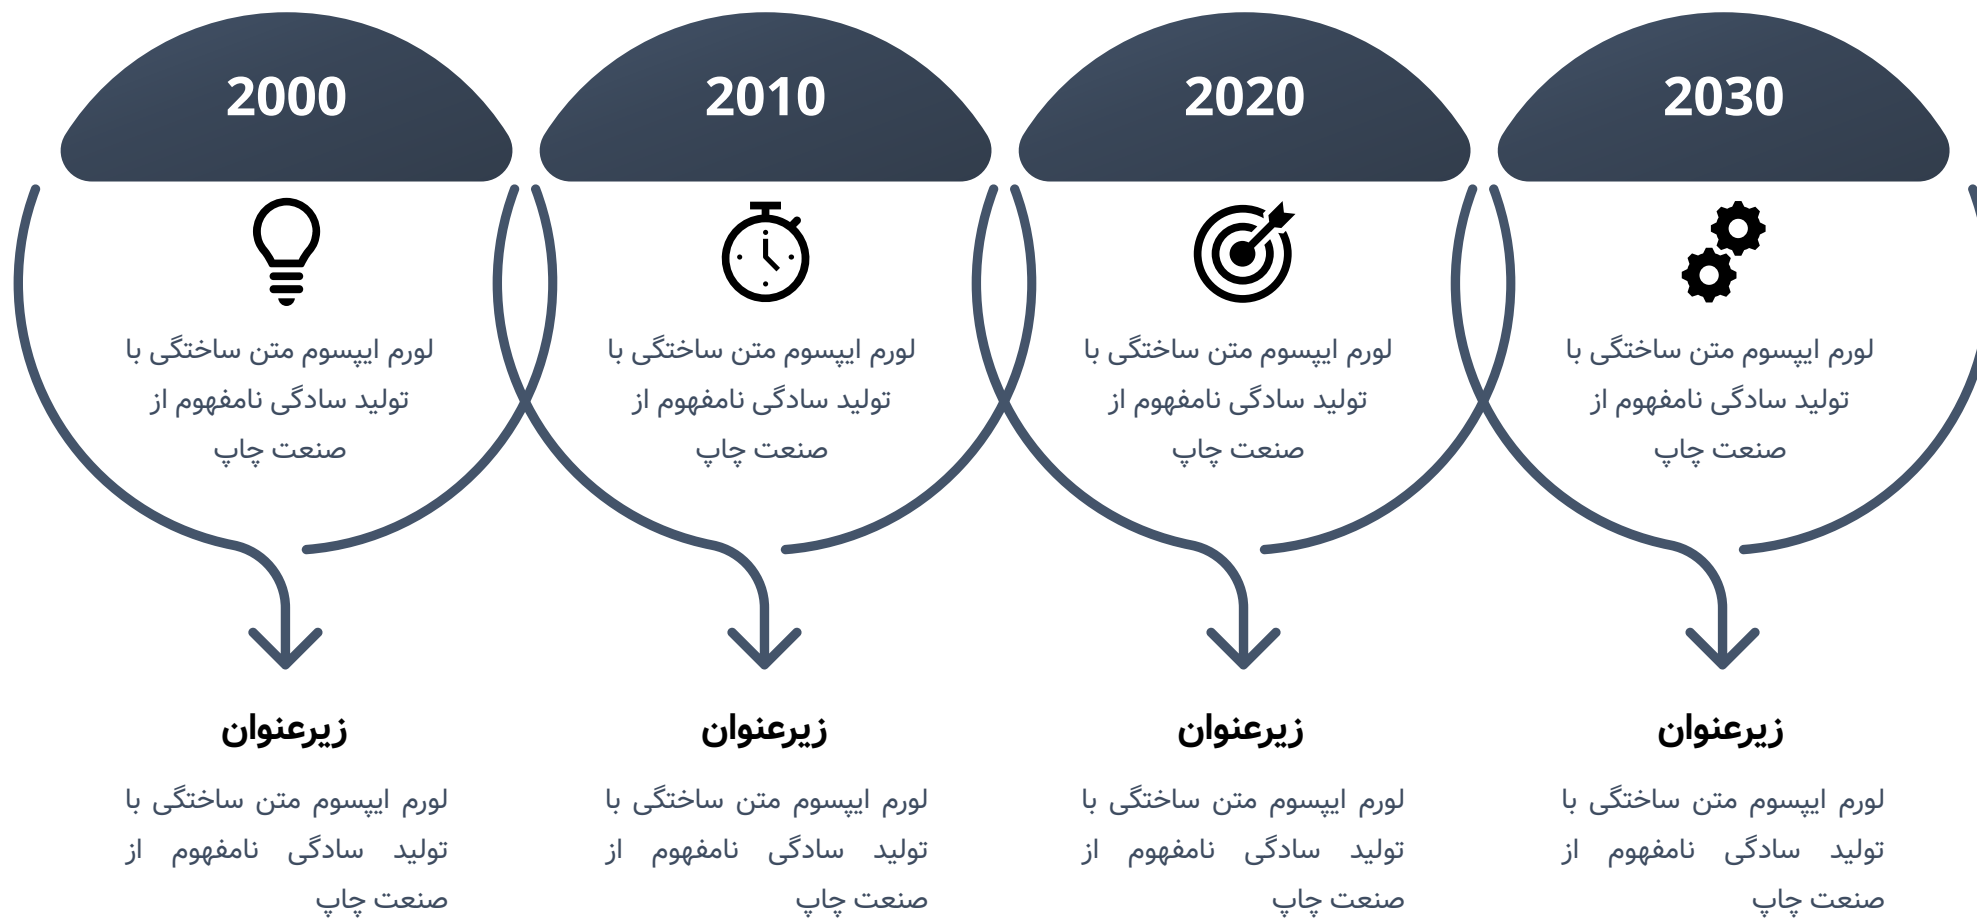 2000
2010
2020
2030
لورم ایپسوم متن ساختگی با
تولید سادگی نامفهوم از
صنعت چاپ
لورم ایپسوم متن ساختگی با
تولید سادگی نامفهوم از
صنعت چاپ
لورم ایپسوم متن ساختگی با
تولید سادگی نامفهوم از
صنعت چاپ
لورم ایپسوم متن ساختگی با
تولید سادگی نامفهوم از
صنعت چاپ
زیرعنوان
لورم ایپسوم متن ساختگی با
تولید سادگی نامفهوم از
صنعت چاپ
زیرعنوان
لورم ایپسوم متن ساختگی با
تولید سادگی نامفهوم از
صنعت چاپ
زیرعنوان
لورم ایپسوم متن ساختگی با
تولید سادگی نامفهوم از
صنعت چاپ
زیرعنوان
لورم ایپسوم متن ساختگی با
تولید سادگی نامفهوم از
صنعت چاپ